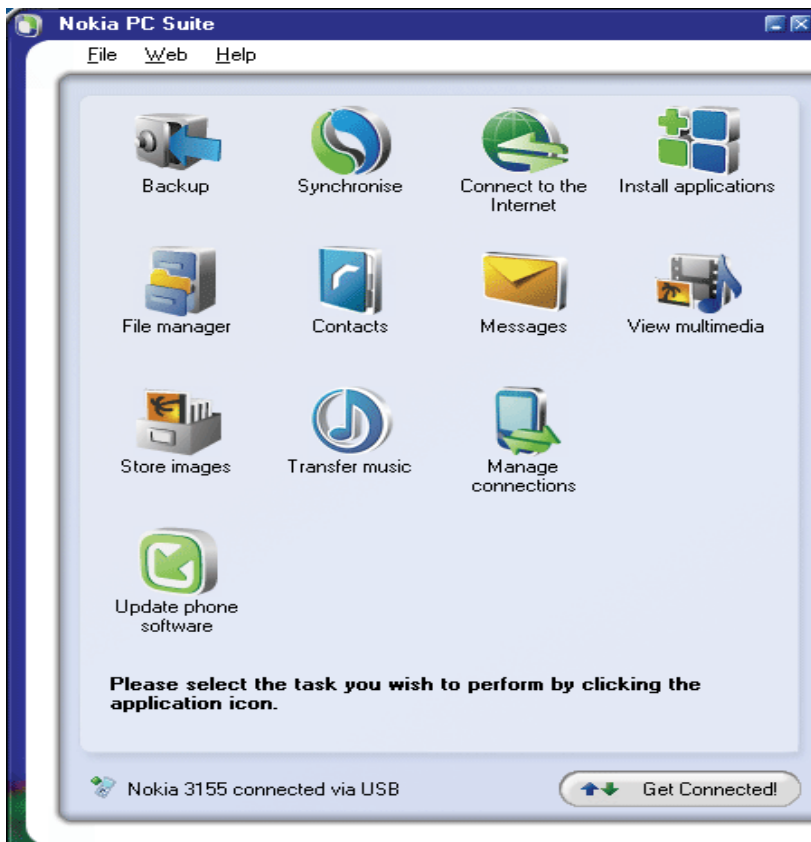 Nokia PC Suite
File Web Help
Backup
Synchronise
Connect to the
Internet
Install applications
File manager
Contacts
Messages
View multimedia
Store images
Transfer music
Manage
connections
Update phone
software
Please select the task you wish to perform by clicking the
application icon.
Nokia 3155 connected via USB
Get Connected!